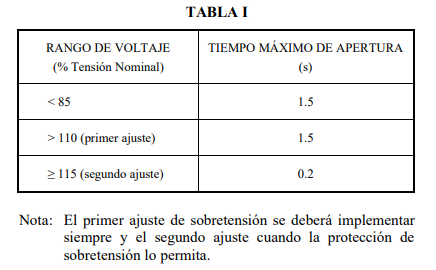 TABLA I
RANGO DE VOLTAJE
(% Tensión Nominal)
TIEMPO MÁXIMO DE APERTURA
(s)
< 85
1.5
> 110 (primer ajuste)
1.5
≥ 115 (segundo ajuste)
0.2
Nota: El primer ajuste de sobretensión se deberá implementar
siempre y el segundo ajuste cuando la protección de
sobretensión lo permita.